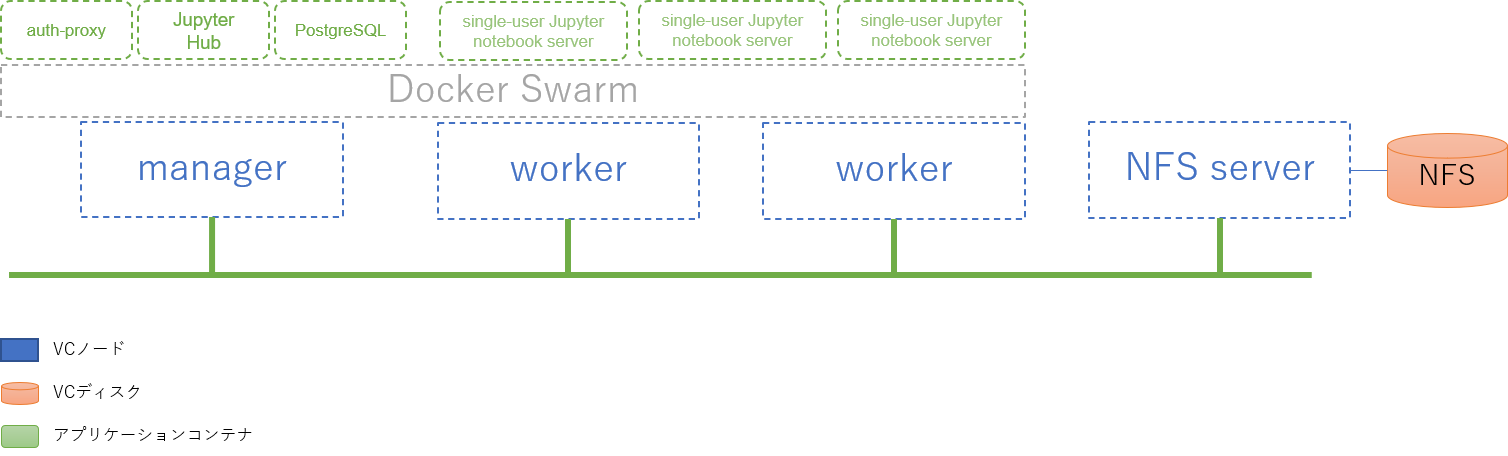 auth-proxy
Jupyter
Hub
PostgreSQL
single-user Jupyter
notebook server
single-user Jupyter
notebook server
single-user Jupyter
notebook server
Docker Swarm
manager
worker
worker
NFS server
NFS
VCノード
VCディスク
アプリケーションコンテナ